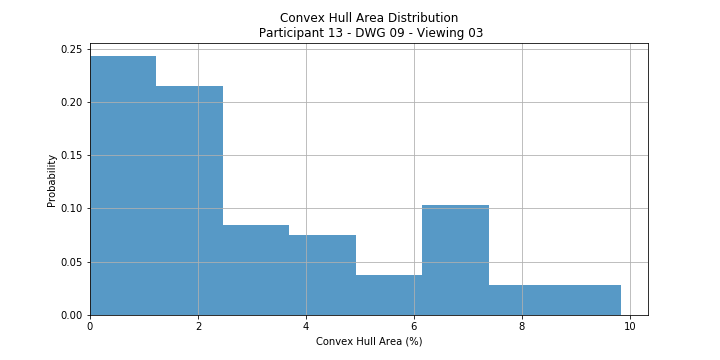 Convex Hull Area Distribution
Participant 13 - DWG 09 - Viewing 03
0.25
0.20
0.15
0.10
0.05
0.00
Probability
0 2 4 6 8 10
Convex Hull Area (%)